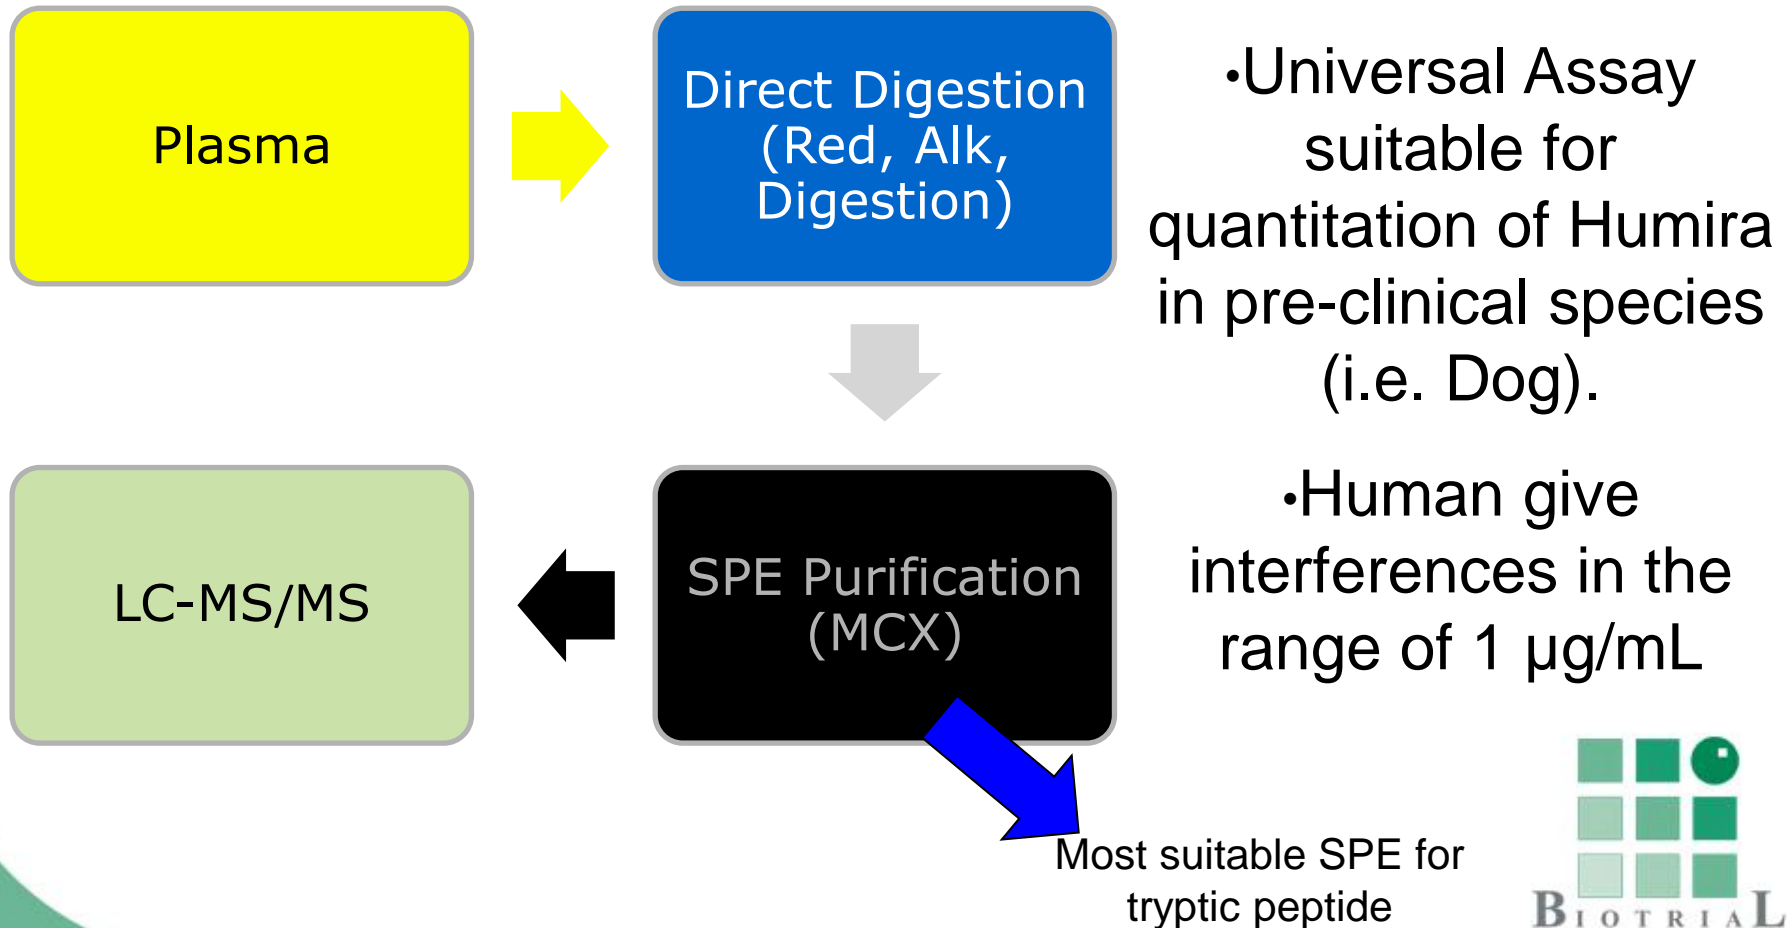 Plasma
Direct Digestion
(Red, Alk,
Digestion)
•Universal Assay
suitable for
quantitation of Humira
in pre-clinical species
(i.e. Dog).
LC-MS/MS
SPE Purification
(MCX)
•Human give
interferences in the
range of 1 µg/mL
Most suitable SPE for
tryptic peptide
BIOTRIAL